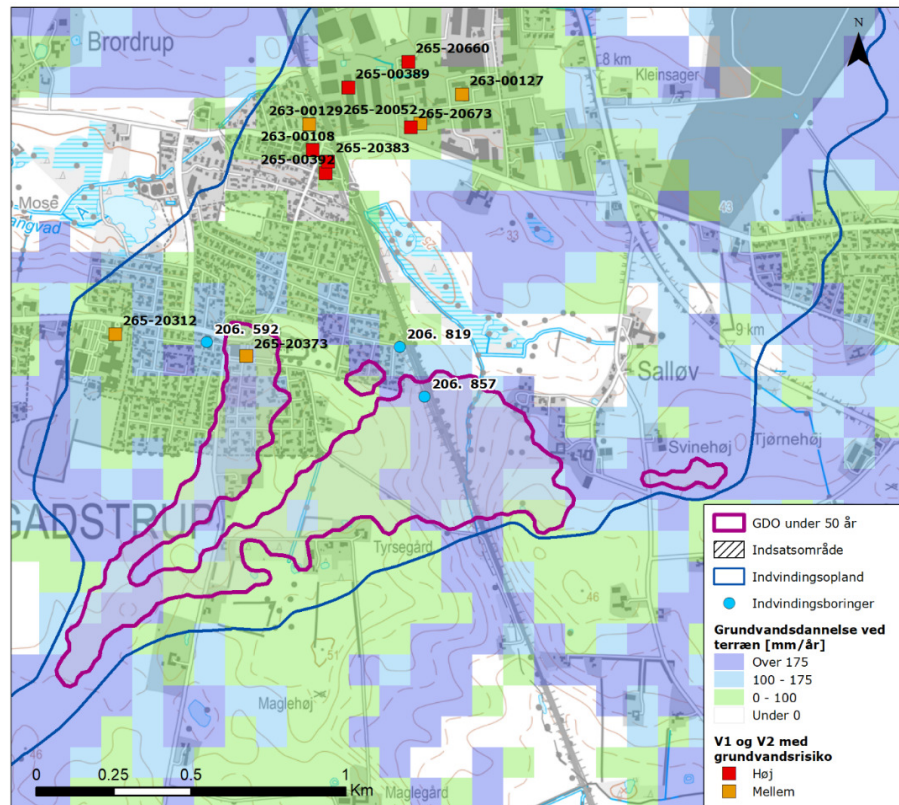 N
Brordrup
265-20660
8 km
Kleinsager
265-00389
263-00127
263-00129
265-20052
265-20673
263-00108
265-20383
265-00392
Mose
43
33
52
265-20312
206. 592
265-20373
206. 819
206. 857
9 km
Salløv
Svinehøj
Tjørnehøj
GADSTRUP
Tyrsegård
46
51
Maglehøj
46
Maglegård
0
0.25
0.5
1
Km
GDO under 50 år
Indsatsområde
Indvindingsopland
Indvindingsboringer
Grundvandsdannelse ved
terræn [mm/år]
Over 175
100 - 175
0 - 100
Under 0
V1 og V2 med
grundvandsrisiko
Høj
Mellem